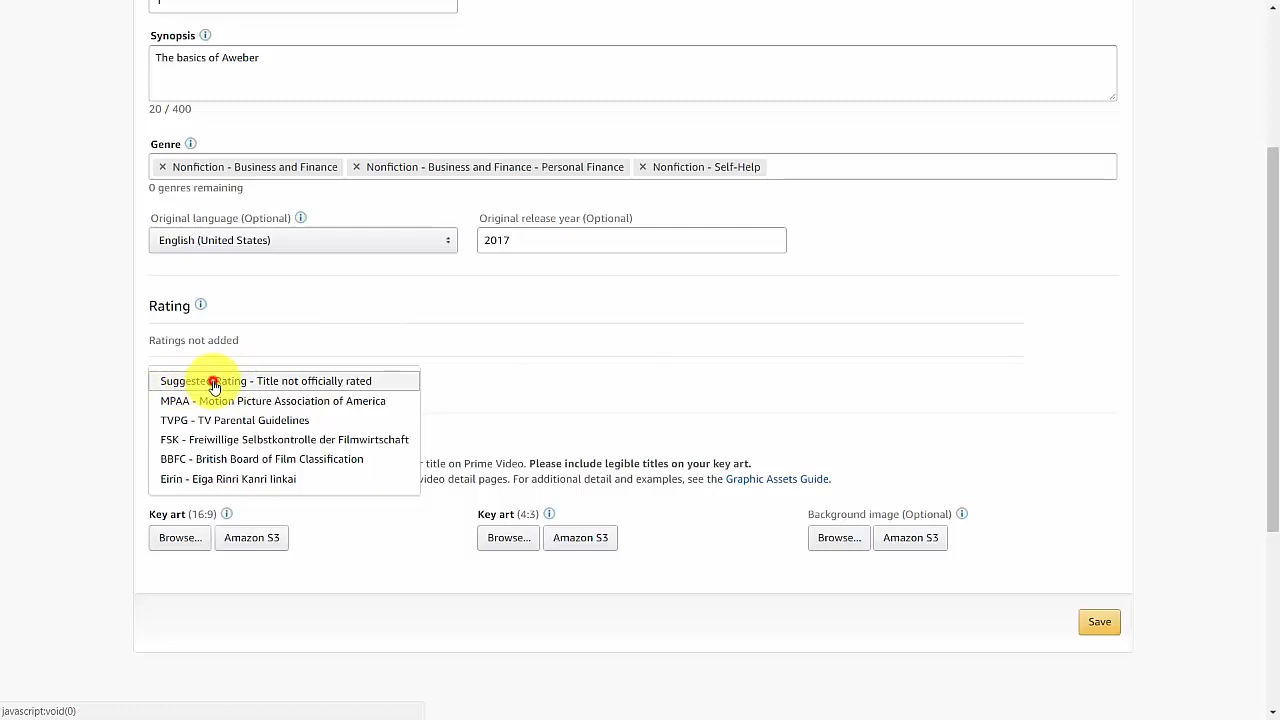 Synopsis
The basics of Aweber
20 / 400
Genre
× Nonfiction - Business and Finance × Nonfiction - Business and Finance - Personal Finance × Nonfiction - Self-Help
0 genres remaining
Original language (Optional) Original release year (Optional)
English (United States) 2017
Rating
Ratings not added
Suggested Rating - Title not officially rated
MPAA - Motion Picture Association of America
TVPG - TV Parental Guidelines
FSK - Freiwillige Selbstkontrolle der Filmwirtschaft
BBFC - British Board of Film Classification
Eirin - Eiga Rinri Kanri Iinkai
title on Prime Video. Please include legible titles on your key art.
video detail pages. For additional detail and examples, see the Graphic Assets Guide.
Key art (16:9) Key art (4:3) Background image (Optional)
Browse... Amazon S3 Browse... Amazon S3 Browse... Amazon S3
Save
javascript:void(0)